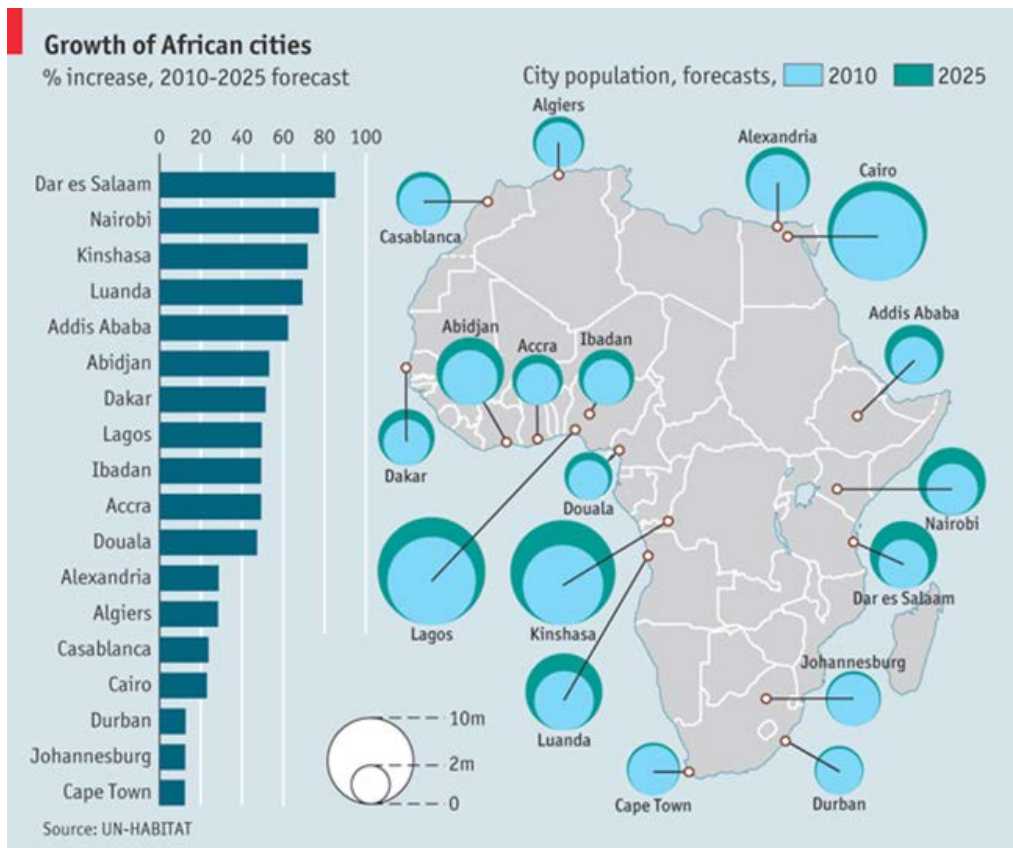 Growth of African cities
% increase, 2010-2025 forecast
City population, forecasts, 2010 2025
0 20 40 60 80 100
Dar es Salaam
Nairobi
Kinshasa
Luanda
Addis Ababa
Abidjan
Dakar
Lagos
Ibadan
Accra
Douala
Alexandria
Algiers
Casablanca
Cairo
Durban
Johannesburg
Cape Town
Source: UN-HABITAT
10m
2m
0
Algiers
Alexandria
Cairo
Casablanca
Addis Ababa
Abidjan
Accra
Ibadan
Dakar
Douala
Nairobi
Dar es Salaam
Lagos
Kinshasa
Johannesburg
Luanda
Cape Town
Durban